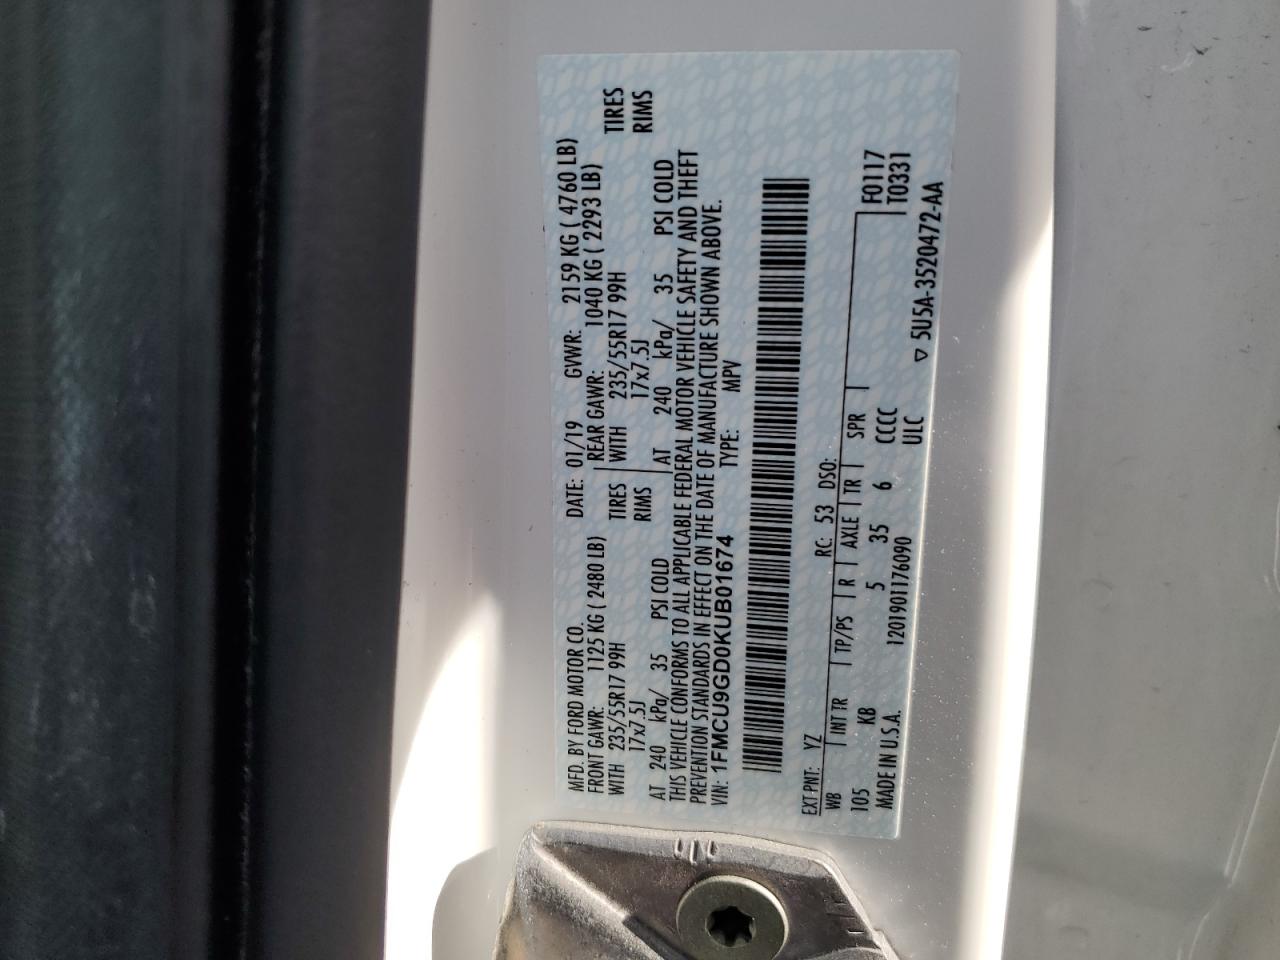 MFD. BY FORD MOTOR CO.
DATE: 01/19 GVWR: 2159 KG ( 4760 LB)
FRONT GAWR: 1125 KG ( 2480 LB)
REAR GAWR: 1040 KG ( 2293 LB)
WITH 235/55R17 99H TIRES
WITH 235/55R17 99H TIRES
17x7.5J RIMS
17x7.5J RIMS
AT 240 kPa/ 35 PSI COLD
AT 240 kPa/ 35 PSI COLD
THIS VEHICLE CONFORMS TO ALL APPLICABLE FEDERAL MOTOR VEHICLE SAFETY AND THEFT
PREVENTION STANDARDS IN EFFECT ON THE DATE OF MANUFACTURE SHOWN ABOVE.
VIN: 1FMCU9GD0KUB01674 TYPE: MPV
EXT PNT: YZ RC: 53 DSO:
WB INT TR TP/PS R AXLE TR SPR
F0117
105 KB 5 35 6 CCCC
T0331
MADE IN U.S.A. 1201901176090 ULC
▽ 5U5A-3520472-AA